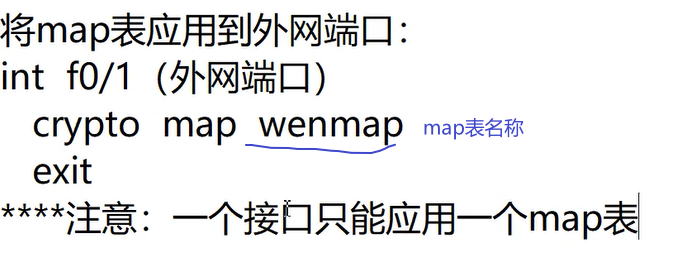 将map表应用到外网端口：
int f0/1（外网端口）
crypto map wenmap map表名称
exit
****注意：一个接口只能应用一个map表